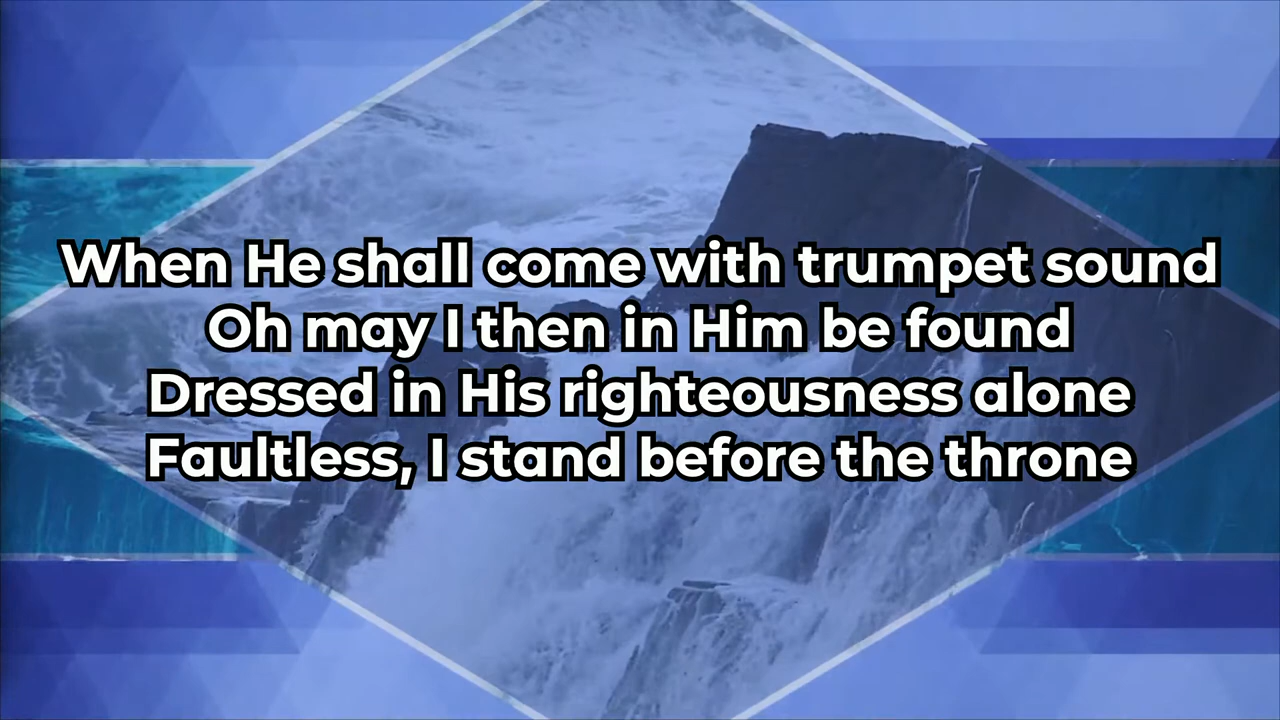 When He shall come with trumpet sound
Oh may I then in Him be found
Dressed in His righteousness alone
Faultless, I stand before the throne